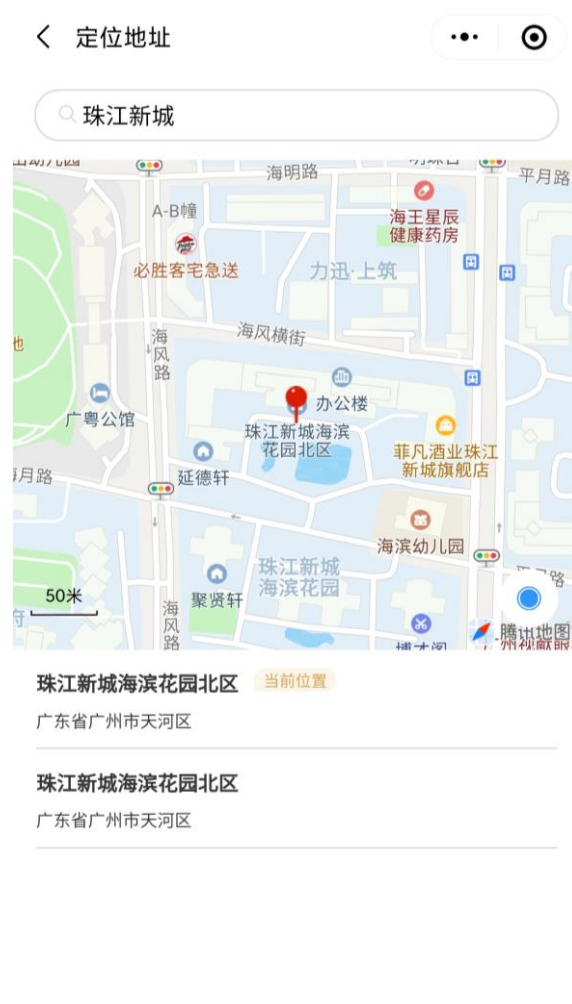 定位地址
珠江新城
海明路
平月路
A-B幢
海王星辰
健康药房
必胜客宅急送
力迅·上筑
海风横街
海风路
办公楼
广粤公馆
珠江新城海滨
花园北区
菲凡酒业珠江
新城旗舰店
延德轩
月路
海滨幼儿园
珠江新城
海滨花园
聚贤轩
50米
府
海风路
博才阁
腾讯地图
珠江新城海滨花园北区
当前位置
广东省广州市天河区
珠江新城海滨花园北区
广东省广州市天河区